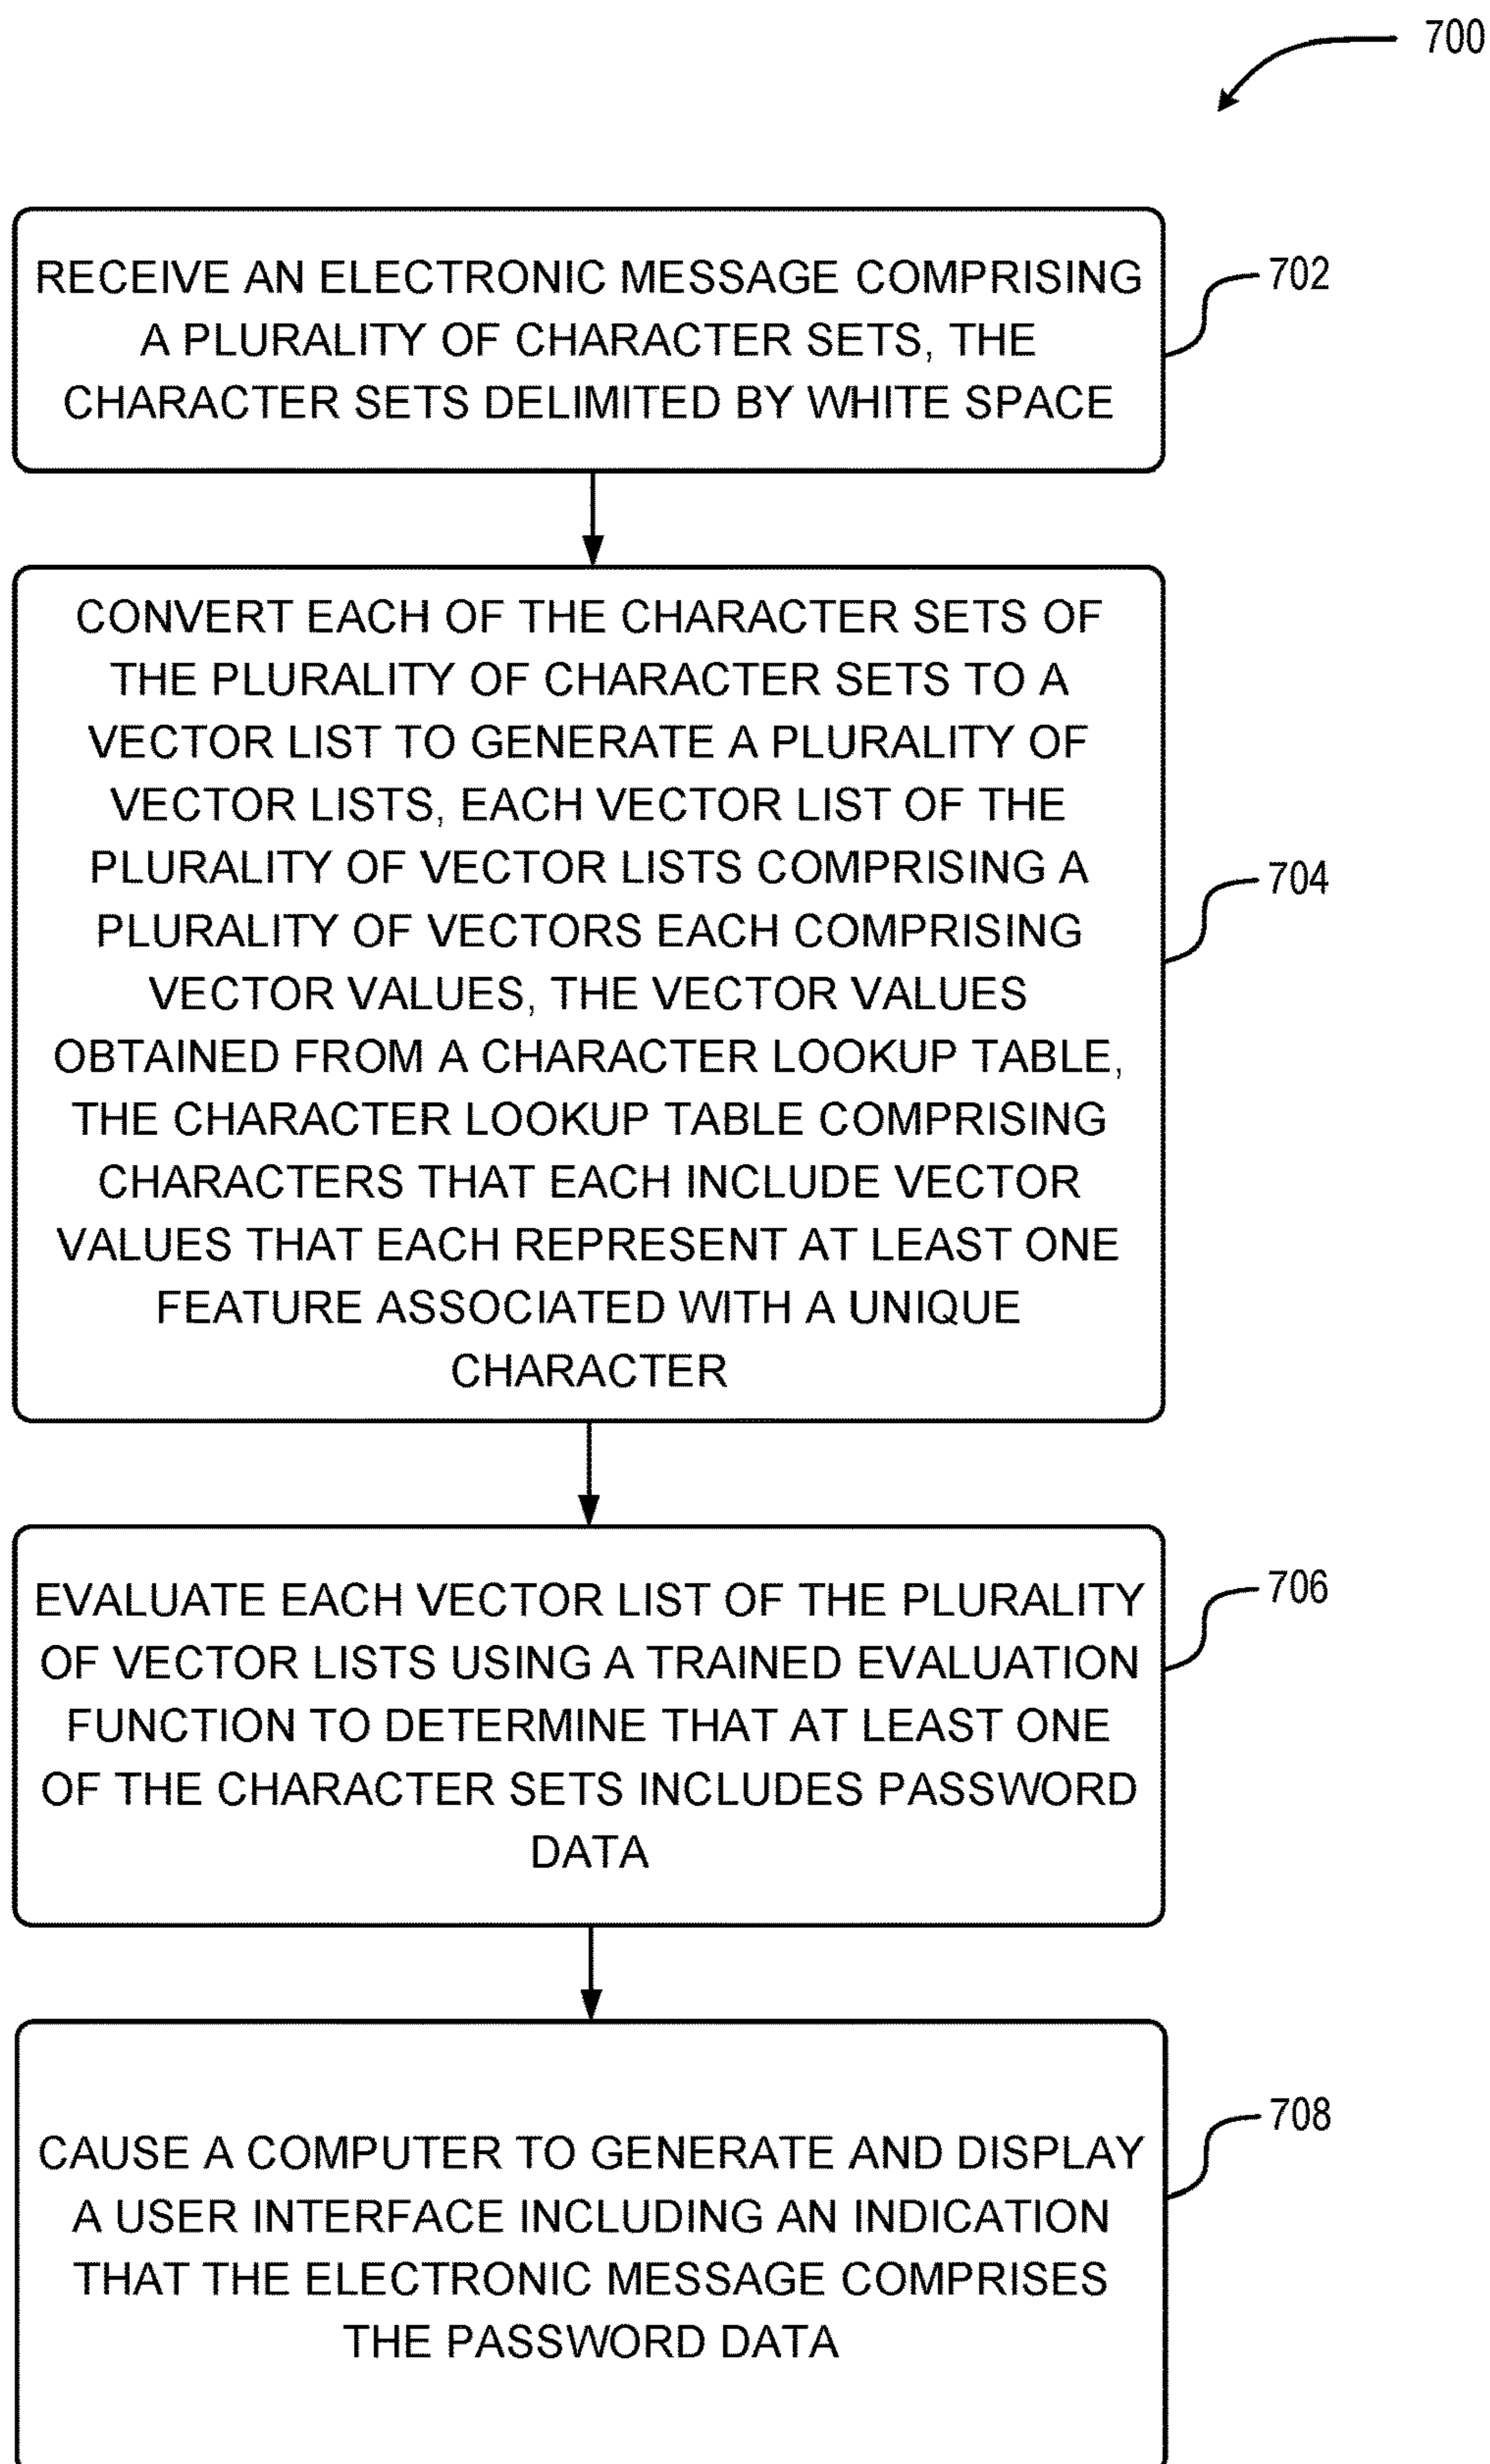 700
RECEIVE AN ELECTRONIC MESSAGE COMPRISING
A PLURALITY OF CHARACTER SETS, THE
CHARACTER SETS DELIMITED BY WHITE SPACE
702
CONVERT EACH OF THE CHARACTER SETS OF
THE PLURALITY OF CHARACTER SETS TO A
VECTOR LIST TO GENERATE A PLURALITY OF
VECTOR LISTS, EACH VECTOR LIST OF THE
PLURALITY OF VECTOR LISTS COMPRISING A
PLURALITY OF VECTORS EACH COMPRISING
VECTOR VALUES, THE VECTOR VALUES
OBTAINED FROM A CHARACTER LOOKUP TABLE,
THE CHARACTER LOOKUP TABLE COMPRISING
CHARACTERS THAT EACH INCLUDE VECTOR
VALUES THAT EACH REPRESENT AT LEAST ONE
FEATURE ASSOCIATED WITH A UNIQUE
CHARACTER
704
EVALUATE EACH VECTOR LIST OF THE PLURALITY
OF VECTOR LISTS USING A TRAINED EVALUATION
FUNCTION TO DETERMINE THAT AT LEAST ONE
OF THE CHARACTER SETS INCLUDES PASSWORD
DATA
706
CAUSE A COMPUTER TO GENERATE AND DISPLAY
A USER INTERFACE INCLUDING AN INDICATION
THAT THE ELECTRONIC MESSAGE COMPRISES
THE PASSWORD DATA
708